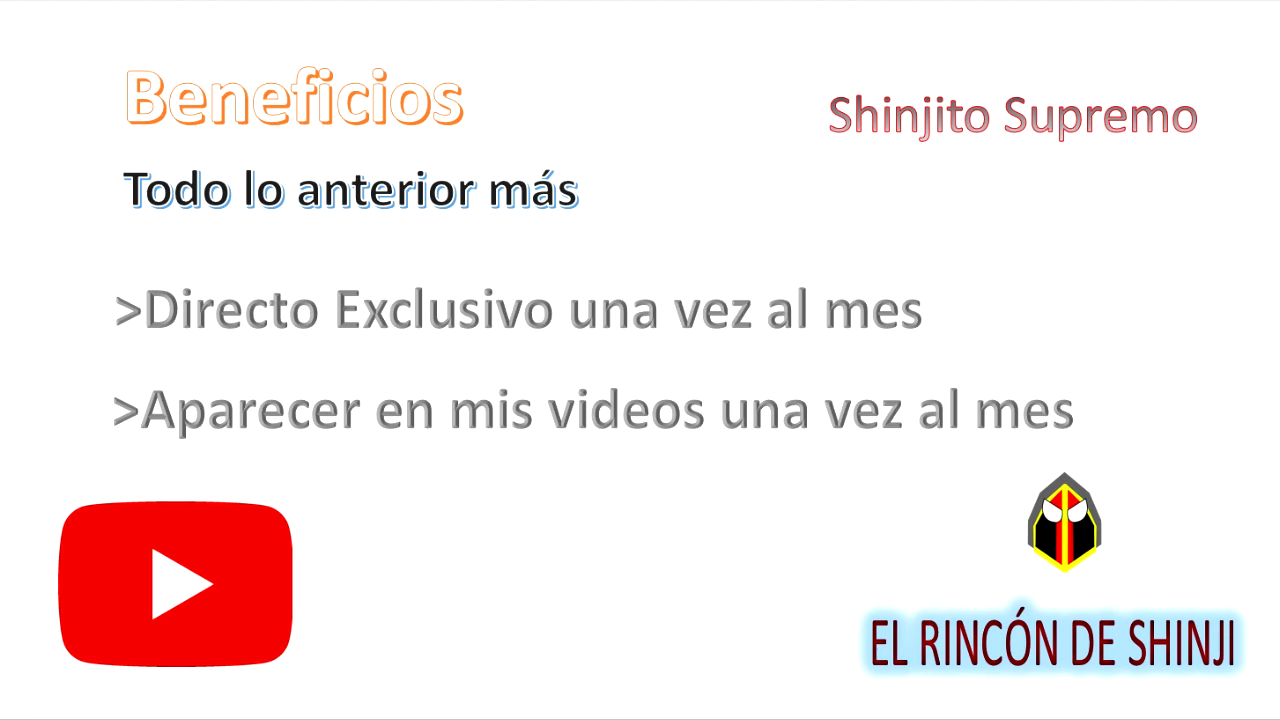 Beneficios
Shinjito Supremo
Todo lo anterior más
>Directo Exclusivo una vez al mes
>Aparecer en mis videos una vez al mes
EL RINCÓN DE SHINJI